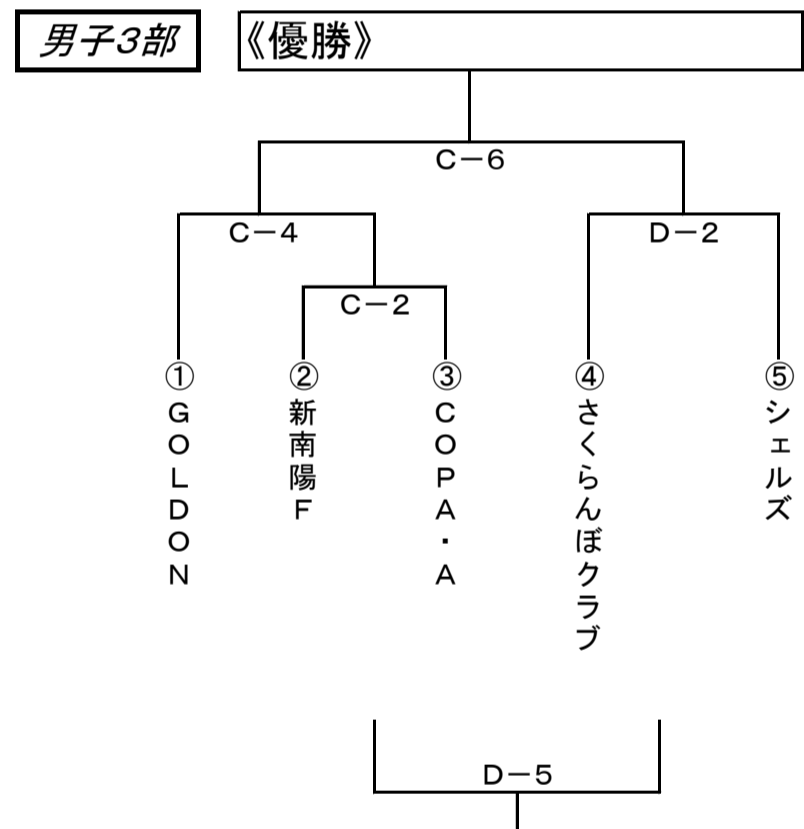 男子3部
《優勝》
C－6
C－4
D－2
C－2
①GOLDON
②新南陽F
③COPA・A
④さくらんぼクラブ
⑤シェルズ
D－5